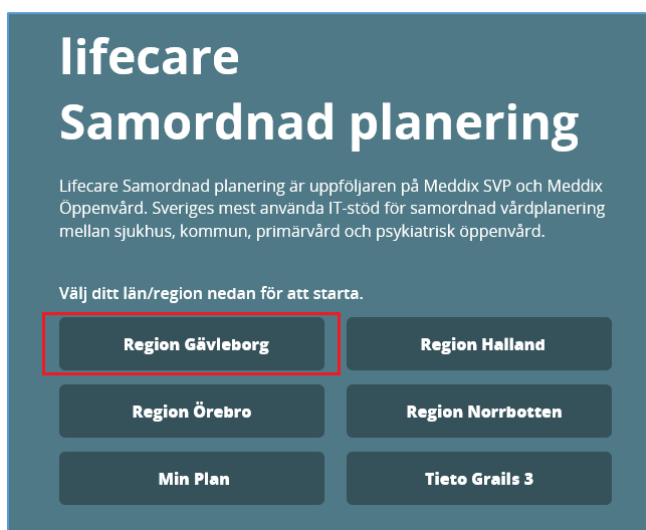 lifecare
Samordnad planering
Lifecare Samordnad planering är uppföljaren på Meddix SVP och Meddix
Öppenvård. Sveriges mest använda IT-stöd för samordnad vårdplanering
mellan sjukhus, kommun, primärvård och psykiatrisk öppenvård.
Välj ditt län/region nedan för att starta.
Region Gävleborg
Region Halland
Region Örebro
Region Norrbotten
Min Plan
Tieto Grails 3